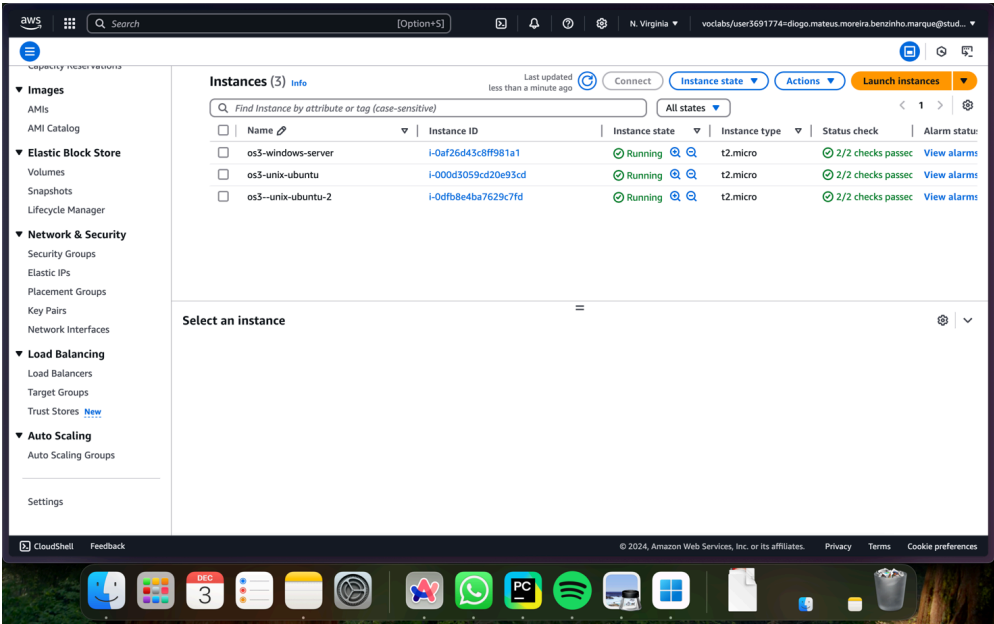 aws
Search [Option+S]
N. Virginia ▼
voclabs/user3691774=diogo.mateus.moreira.benzinho.marque@stud... ▼
Capacity Reservations
▼ Images
AMIs
AMI Catalog
▼ Elastic Block Store
Volumes
Snapshots
Lifecycle Manager
▼ Network & Security
Security Groups
Elastic IPs
Placement Groups
Key Pairs
Network Interfaces
▼ Load Balancing
Load Balancers
Target Groups
Trust Stores New
▼ Auto Scaling
Auto Scaling Groups
Settings
Instances (3) Info
Last updated
less than a minute ago
Connect
Instance state ▼
Actions ▼
Launch instances ▼
Find Instance by attribute or tag (case-sensitive)
All states ▼
< 1 >
Name Instance ID Instance state Instance type Status check Alarm status
os3-windows-server i-0af26d43c8ff981a1 Running t2.micro 2/2 checks passec View alarms
os3-unix-ubuntu i-000d3059cd20e93cd Running t2.micro 2/2 checks passec View alarms
os3--unix-ubuntu-2 i-0dfb8e4ba7629c7fd Running t2.micro 2/2 checks passec View alarms
Select an instance
CloudShell Feedback
© 2024, Amazon Web Services, Inc. or its affiliates. Privacy Terms Cookie preferences
DEC
3
PC